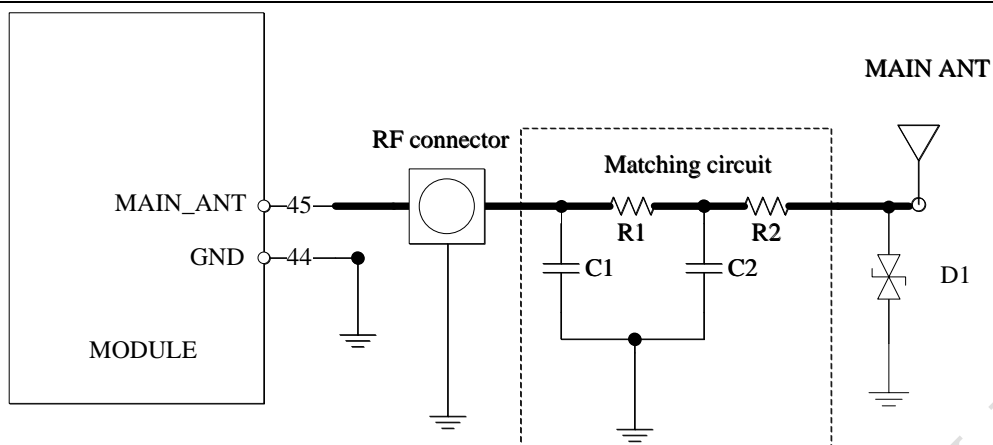 MAIN ANT
RF connector
Matching circuit
MAIN_ANT
45
R1
R2
GND
44
C1
C2
D1
MODULE